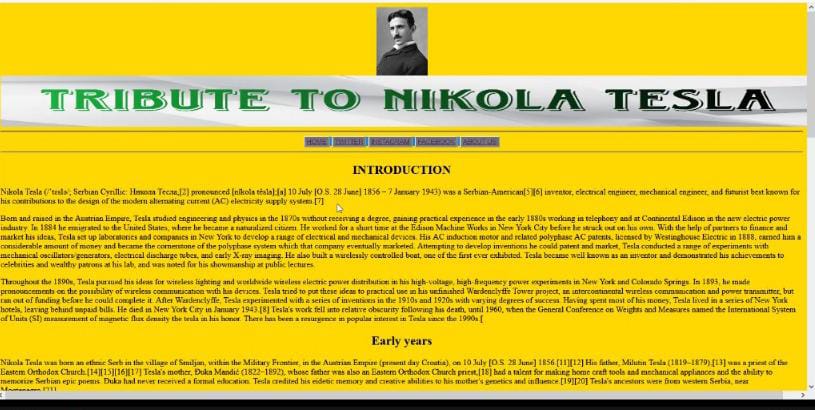 TRIBUTE TO NIKOLA TESLA
HOME TWITTER INSTAGRAM FACEBOOK ABOUT US
INTRODUCTION
Nikola Tesla (/ˈtɛslə/; Serbian Cyrillic: Никола Тесла,[2] pronounced [nǐkola têsla];[a] 10 July [O.S. 28 June] 1856 – 7 January 1943) was a Serbian-American[5][6] inventor, electrical engineer, mechanical engineer, and futurist best known for
his contributions to the design of the modern alternating current (AC) electricity supply system.[7]
Born and raised in the Austrian Empire, Tesla studied engineering and physics in the 1870s without receiving a degree, gaining practical experience in the early 1880s working in telephony and at Continental Edison in the new electric power
industry. In 1884 he emigrated to the United States, where he became a naturalized citizen. He worked for a short time at the Edison Machine Works in New York City before he struck out on his own. With the help of partners to finance and
market his ideas, Tesla set up laboratories and companies in New York to develop a range of electrical and mechanical devices. His AC induction motor and related polyphase AC patents, licensed by Westinghouse Electric in 1888, earned him a
considerable amount of money and became the cornerstone of the polyphase system which that company eventually marketed. Attempting to develop inventions he could patent and market, Tesla conducted a range of experiments with
mechanical oscillators/generators, electrical discharge tubes, and early X-ray imaging. He also built a wirelessly controlled boat, one of the first ever exhibited. Tesla became well known as an inventor and demonstrated his achievements to
celebrities and wealthy patrons at his lab, and was noted for his showmanship at public lectures.
Throughout the 1890s, Tesla pursued his ideas for wireless lighting and worldwide wireless electric power distribution in his high-voltage, high-frequency power experiments in New York and Colorado Springs. In 1893, he made
pronouncements on the possibility of wireless communication with his devices. Tesla tried to put these ideas to practical use in his unfinished Wardenclyffe Tower project, an intercontinental wireless communication and power transmitter, but
ran out of funding before he could complete it. After Wardenclyffe, Tesla experimented with a series of inventions in the 1910s and 1920s with varying degrees of success. Having spent most of his money, Tesla lived in a series of New York
hotels, leaving behind unpaid bills. He died in New York City in January 1943.[8] Tesla's work fell into relative obscurity following his death, until 1960, when the General Conference on Weights and Measures named the International System
of Units (SI) measurement of magnetic flux density the tesla in his honor. There has been a resurgence in popular interest in Tesla since the 1990s.[
Early years
Nikola Tesla was born an ethnic Serb in the village of Smiljan, within the Military Frontier, in the Austrian Empire (present day Croatia), on 10 July [O.S. 28 June] 1856.[11][12] His father, Milutin Tesla (1819–1879),[13] was a priest of the
Eastern Orthodox Church.[14][15][16][17] Tesla's mother, Đuka Mandić (1822–1892), whose father was also an Eastern Orthodox Church priest,[18] had a talent for making home craft tools and mechanical appliances and the ability to
memorize Serbian epic poems. Đuka had never received a formal education. Tesla credited his eidetic memory and creative abilities to his mother's genetics and influence.[19][20] Tesla's ancestors were from western Serbia, near
Montenegro.[21]